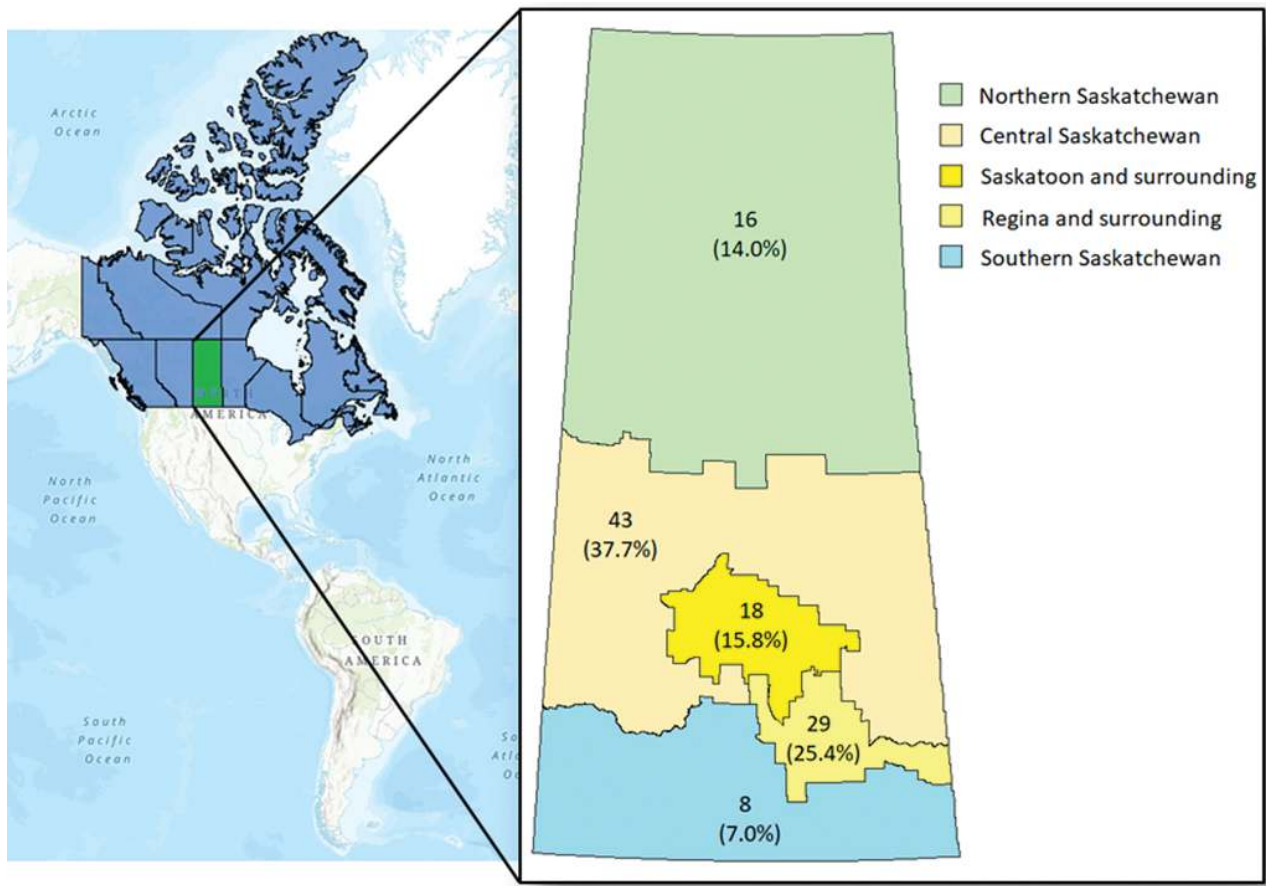 Arctic
Ocean
NORTH
AMERICA
North
Pacific
Ocean
North
Atlantic
Ocean
SOUTH
AMERICA
South
Pacific
Ocean
16
(14.0%)
43
(37.7%)
18
(15.8%)
29
(25.4%)
8
(7.0%)
Northern Saskatchewan
Central Saskatchewan
Saskatoon and surrounding
Regina and surrounding
Southern Saskatchewan